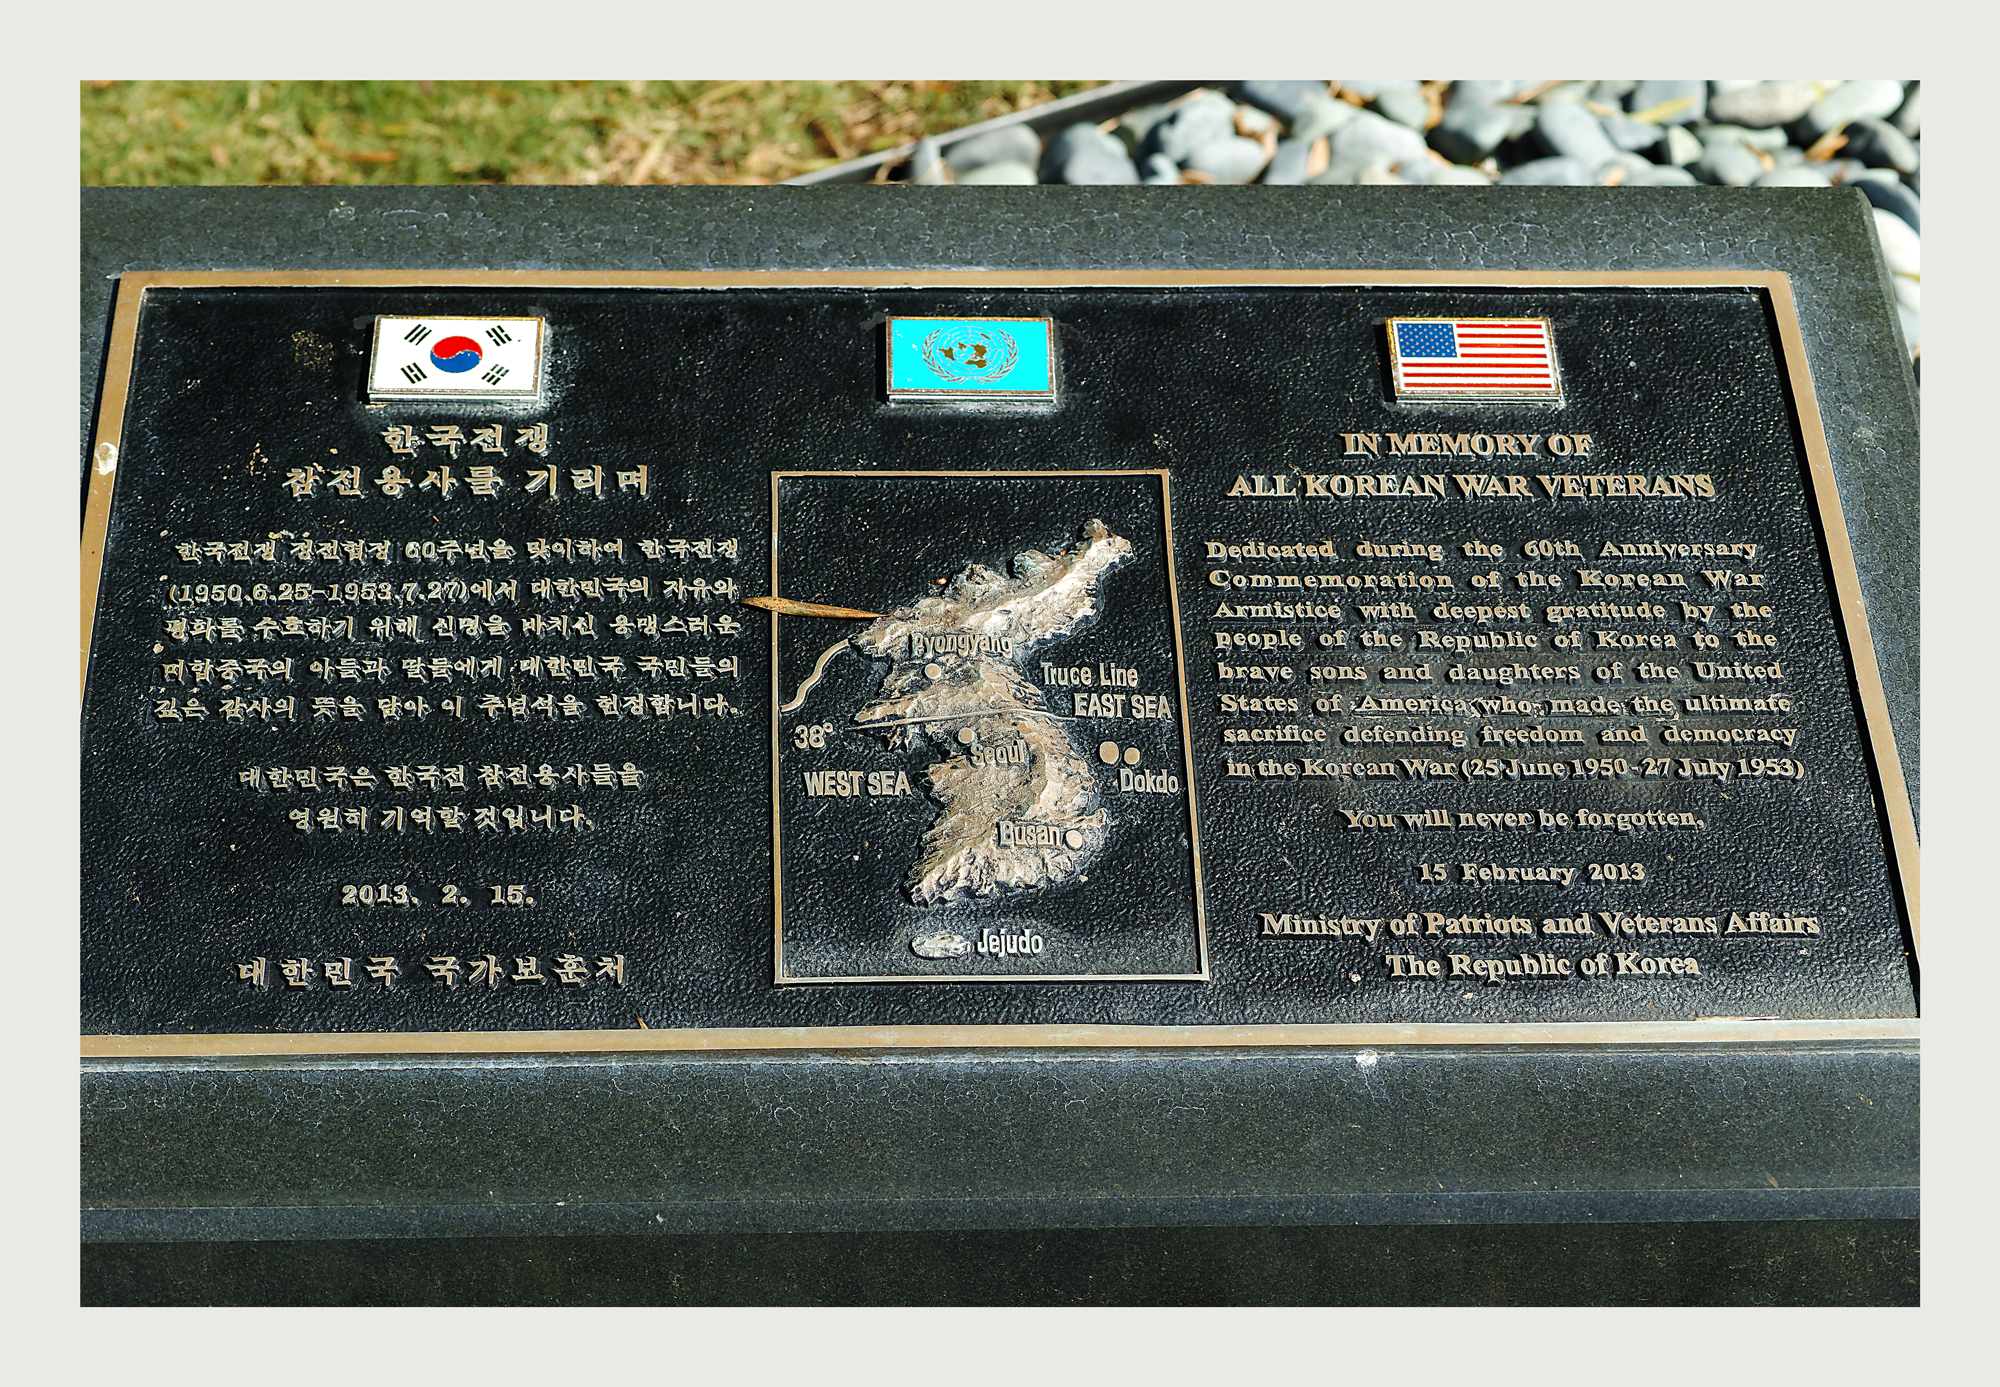 한국전쟁
참전용사를 기리며
한국전쟁 정전협정 60주년을 맞이하여 한국전쟁
(1950.6.25-1953.7.27)에서 대한민국의 자유와
평화를 수호하기 위해 신명을 바치신 용맹스러운
미합중국의 아들과 딸들에게 대한민국 국민들의
깊은 감사의 뜻을 담아 이 추념석을 헌정합니다.
대한민국은 한국전 참전용사들을
영원히 기억할 것입니다.
2013. 2. 15.
대한민국 국가보훈처
Pyongyang
Truce Line
EAST SEA
38°
Seoul
WEST SEA
Dokdo
Busan
Jejudo
IN MEMORY OF
ALL KOREAN WAR VETERANS
Dedicated during the 60th Anniversary
Commemoration of the Korean War
Armistice with deepest gratitude by the
people of the Republic of Korea to the
brave sons and daughters of the United
States of America who made the ultimate
sacrifice defending freedom and democracy
in the Korean War (25 June 1950-27 July 1953)
You will never be forgotten.
15 February 2013
Ministry of Patriots and Veterans Affairs
The Republic of Korea